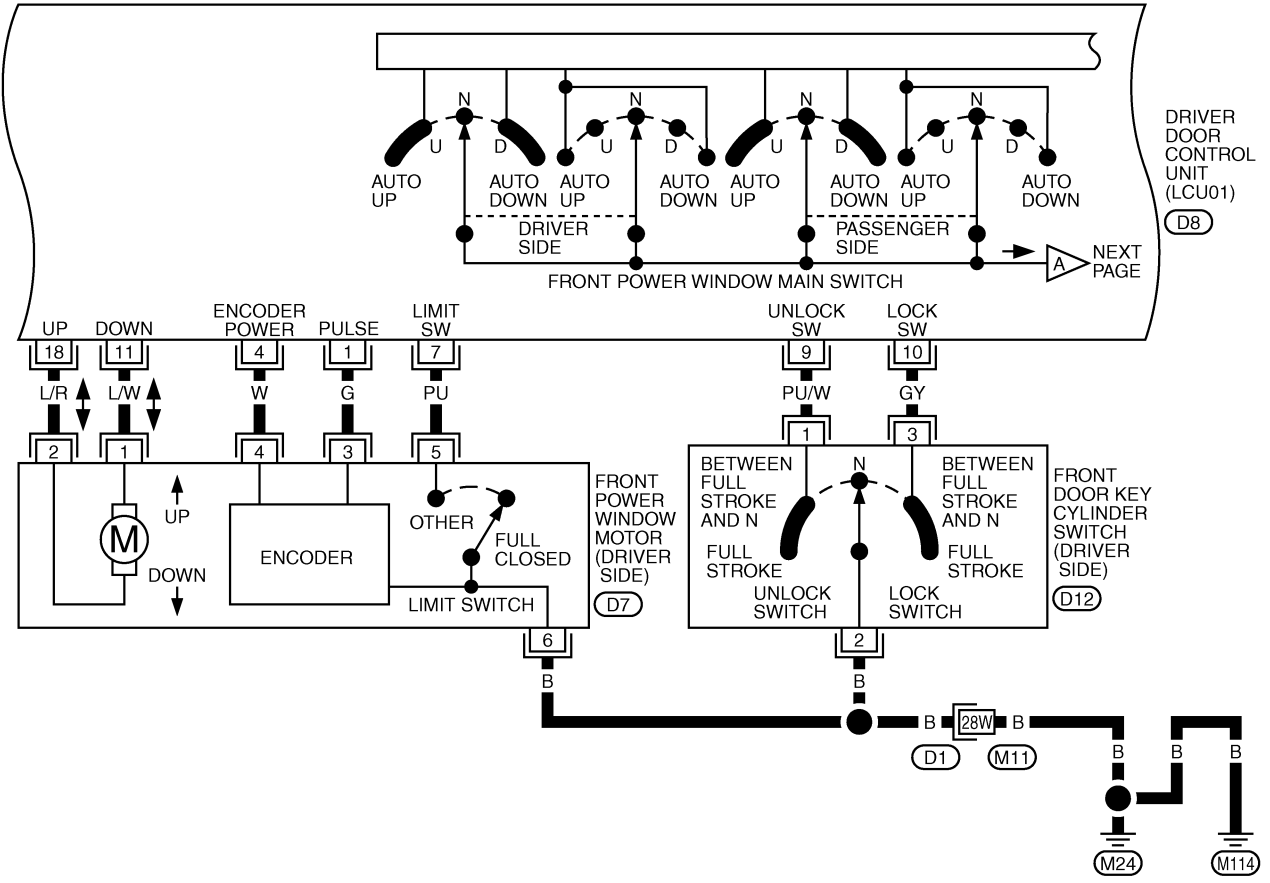 N
N
N
N
U
D
U
D
U
D
U
D
AUTO
UP
AUTO
DOWN
AUTO
UP
AUTO
DOWN
AUTO
UP
AUTO
DOWN
AUTO
UP
AUTO
DOWN
DRIVER
DOOR
CONTROL
UNIT
(LCU01)
D8
DRIVER
SIDE
PASSENGER
SIDE
A
NEXT
PAGE
FRONT POWER WINDOW MAIN SWITCH
UP
DOWN
ENCODER
POWER
PULSE
LIMIT
SW
UNLOCK
SW
LOCK
SW
18
11
4
1
7
9
10
L/R
L/W
W
G
PU
PU/W
GY
2
1
4
3
5
1
3
UP
M
DOWN
ENCODER
OTHER
FULL
CLOSED
LIMIT SWITCH
FRONT
POWER
WINDOW
MOTOR
(DRIVER
SIDE)
D7
BETWEEN
FULL
STROKE
AND N
N
BETWEEN
FULL
STROKE
AND N
FULL
STROKE
FULL
STROKE
UNLOCK
SWITCH
LOCK
SWITCH
FRONT
DOOR KEY
CYLINDER
SWITCH
(DRIVER
SIDE)
D12
6
2
B
B
B
28W
B
D1
M11
B
B
B
M24
M114